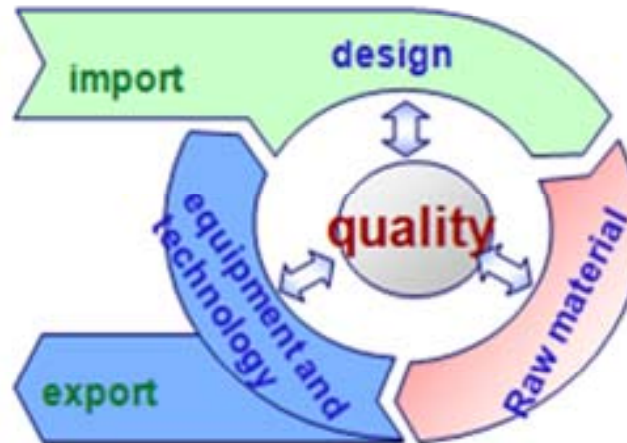 design
import
quality
equipment and
technology
Raw material
export